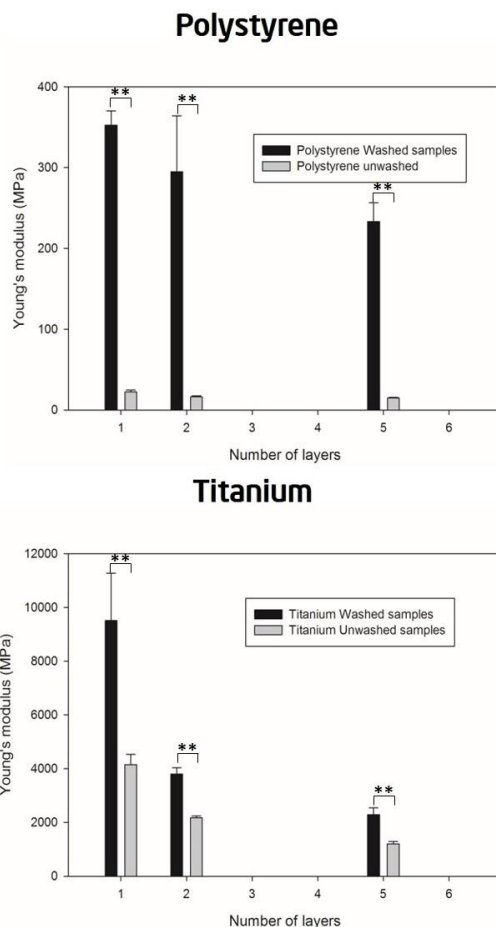 Polystyrene
400
300
200
100
0
Young's modulus (MPa)
**
**
**
Polystyrene Washed samples
Polystyrene unwashed
1 2 3 4 5 6
Number of layers
Titanium
12000
10000
8000
6000
4000
2000
0
Young's modulus (MPa)
**
**
**
Titanium Washed samples
Titanium Unwashed samples
1 2 3 4 5 6
Number of layers